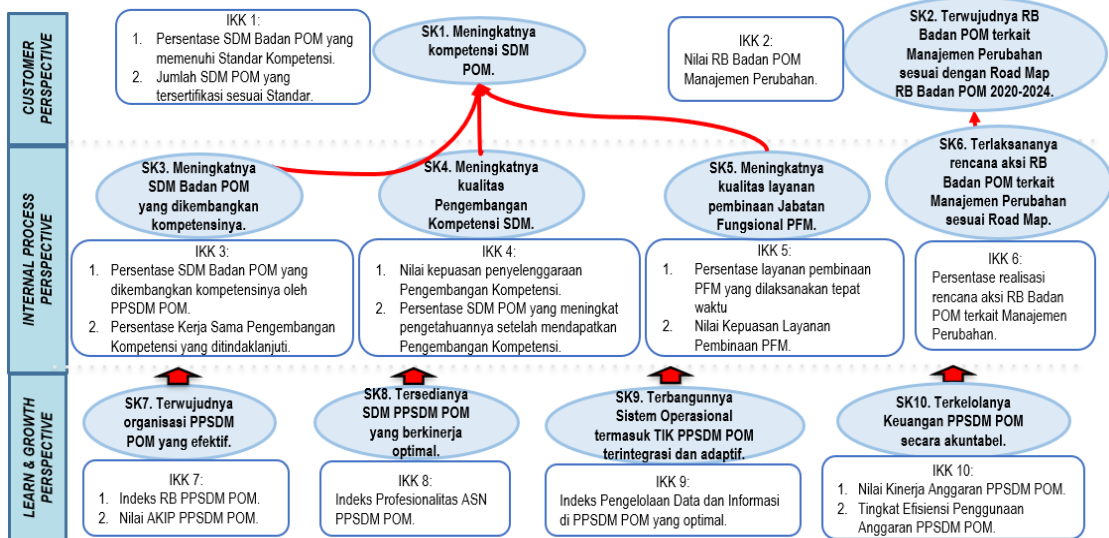 CUSTOMER
PERSPECTIVE
IKK 1:
1. Persentase SDM Badan POM yang
memenuhi Standar Kompetensi.
2. Jumlah SDM POM yang
tersertifikasi sesuai Standar.
SK1. Meningkatnya
kompetensi SDM
POM.
IKK 2:
Nilai RB Badan POM
Manajemen Perubahan.
SK2. Terwujudnya RB
Badan POM terkait
Manajemen Perubahan
sesuai dengan Road Map
RB Badan POM 2020-2024.
INTERNAL PROCESS
PERSPECTIVE
SK3. Meningkatnya
SDM Badan POM
yang dikembangkan
kompetensinya.
SK4. Meningkatnya
kualitas
Pengembangan
Kompetensi SDM.
SK5. Meningkatnya
kualitas layanan
pembinaan Jabatan
Fungsional PFM.
SK6. Terlaksananya
rencana aksi RB
Badan POM terkait
Manajemen Perubahan
sesuai Road Map.
IKK 3:
1. Persentase SDM Badan POM yang
dikembangkan kompetensinya oleh
PPSDM POM.
2. Persentase Kerja Sama Pengembangan
Kompetensi yang ditindaklanjuti.
IKK 4:
1. Nilai kepuasan penyelenggaraan
Pengembangan Kompetensi.
2. Persentase SDM POM yang meningkat
pengetahuannya setelah mendapatkan
Pengembangan Kompetensi.
IKK 5:
1. Persentase layanan pembinaan
PFM yang dilaksanakan tepat
waktu
2. Nilai Kepuasan Layanan
Pembinaan PFM.
IKK 6:
Persentase realisasi
rencana aksi RB Badan
POM terkait Manajemen
Perubahan.
LEARN & GROWTH
PERSPECTIVE
SK7. Terwujudnya
organisasi PPSDM
POM yang efektif.
SK8. Tersedianya
SDM PPSDM POM
yang berkinerja
optimal.
SK9. Terbangunnya
Sistem Operasional
termasuk TIK PPSDM POM
terintegrasi dan adaptif.
SK10. Terkelolanya
Keuangan PPSDM POM
secara akuntabel.
IKK 7:
1. Indeks RB PPSDM POM.
2. Nilai AKIP PPSDM POM.
IKK 8:
Indeks Profesionalitas ASN
PPSDM POM.
IKK 9:
Indeks Pengelolaan Data dan Informasi
di PPSDM POM yang optimal.
IKK 10:
1. Nilai Kinerja Anggaran PPSDM POM.
2. Tingkat Efisiensi Penggunaan
Anggaran PPSDM POM.